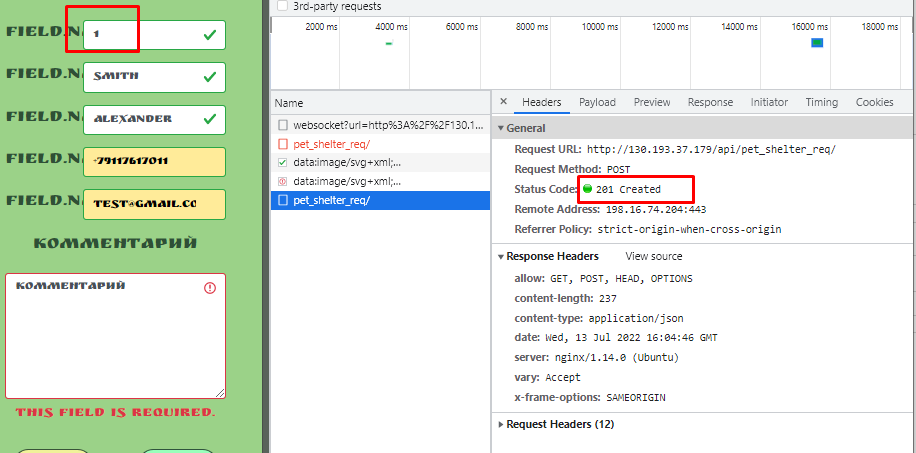 3rd-party requests
2000 ms 4000 ms 6000 ms 8000 ms 10000 ms 12000 ms 14000 ms 16000 ms 18000 ms
FIELD.N 1
FIELD.N SMITH
FIELD.N ALEXANDER
FIELD.N -79117617011
FIELD.N TEST@GMAIL.CO
КОММЕНТАРИЙ
КОММЕНТАРИЙ
THIS FIELD IS REQUIRED.
Name
websocket?url=http%3A%2F%2F130.1...
pet_shelter_req/
data:image/svg+xml;...
data:image/svg+xml;...
pet_shelter_req/
× Headers Payload Preview Response Initiator Timing Cookies
General
Request URL: http://130.193.37.179/api/pet_shelter_req/
Request Method: POST
Status Code: 201 Created
Remote Address: 198.16.74.204:443
Referrer Policy: strict-origin-when-cross-origin
Response Headers View source
allow: GET, POST, HEAD, OPTIONS
content-length: 237
content-type: application/json
date: Wed, 13 Jul 2022 16:04:46 GMT
server: nginx/1.14.0 (Ubuntu)
vary: Accept
x-frame-options: SAMEORIGIN
Request Headers (12)